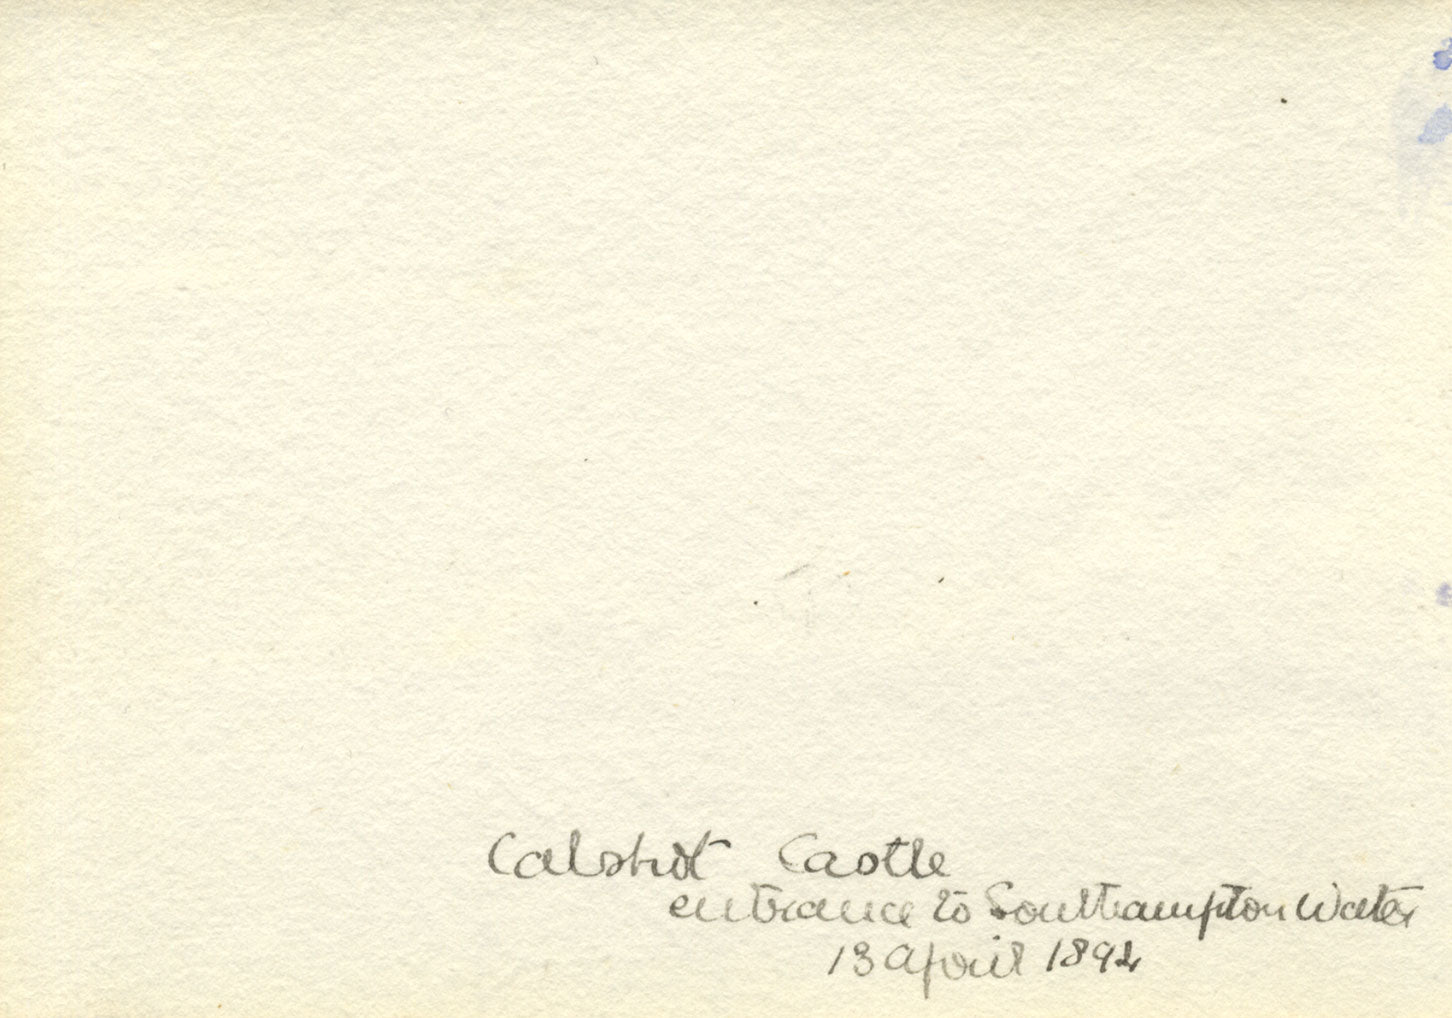 Calshot Castle
entrance to Southampton Water
13 April 1892